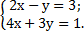 {2x − y = 3;
4x + 3y = 1.